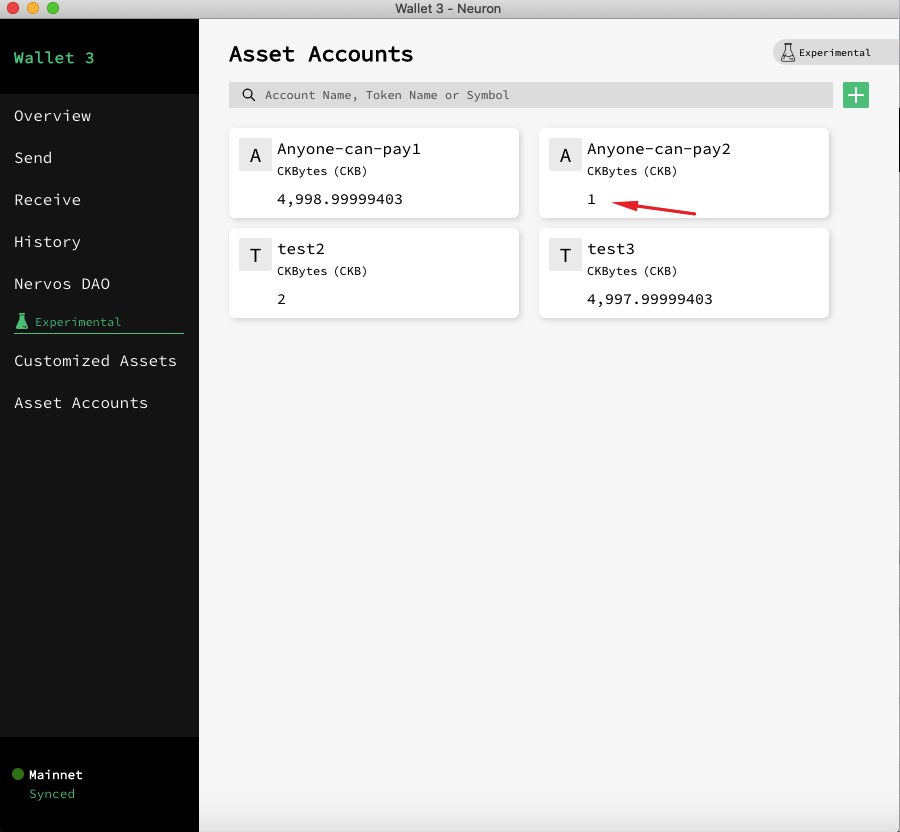 Wallet 3 - Neuron
Wallet 3
Overview
Send
Receive
History
Nervos DAO
Experimental
Customized Assets
Asset Accounts
Mainnet
Synced
Asset Accounts
Experimental
Account Name, Token Name or Symbol
A
Anyone-can-pay1
CKBytes (CKB)
4,998.99999403
A
Anyone-can-pay2
CKBytes (CKB)
1
T
test2
CKBytes (CKB)
2
T
test3
CKBytes (CKB)
4,997.99999403